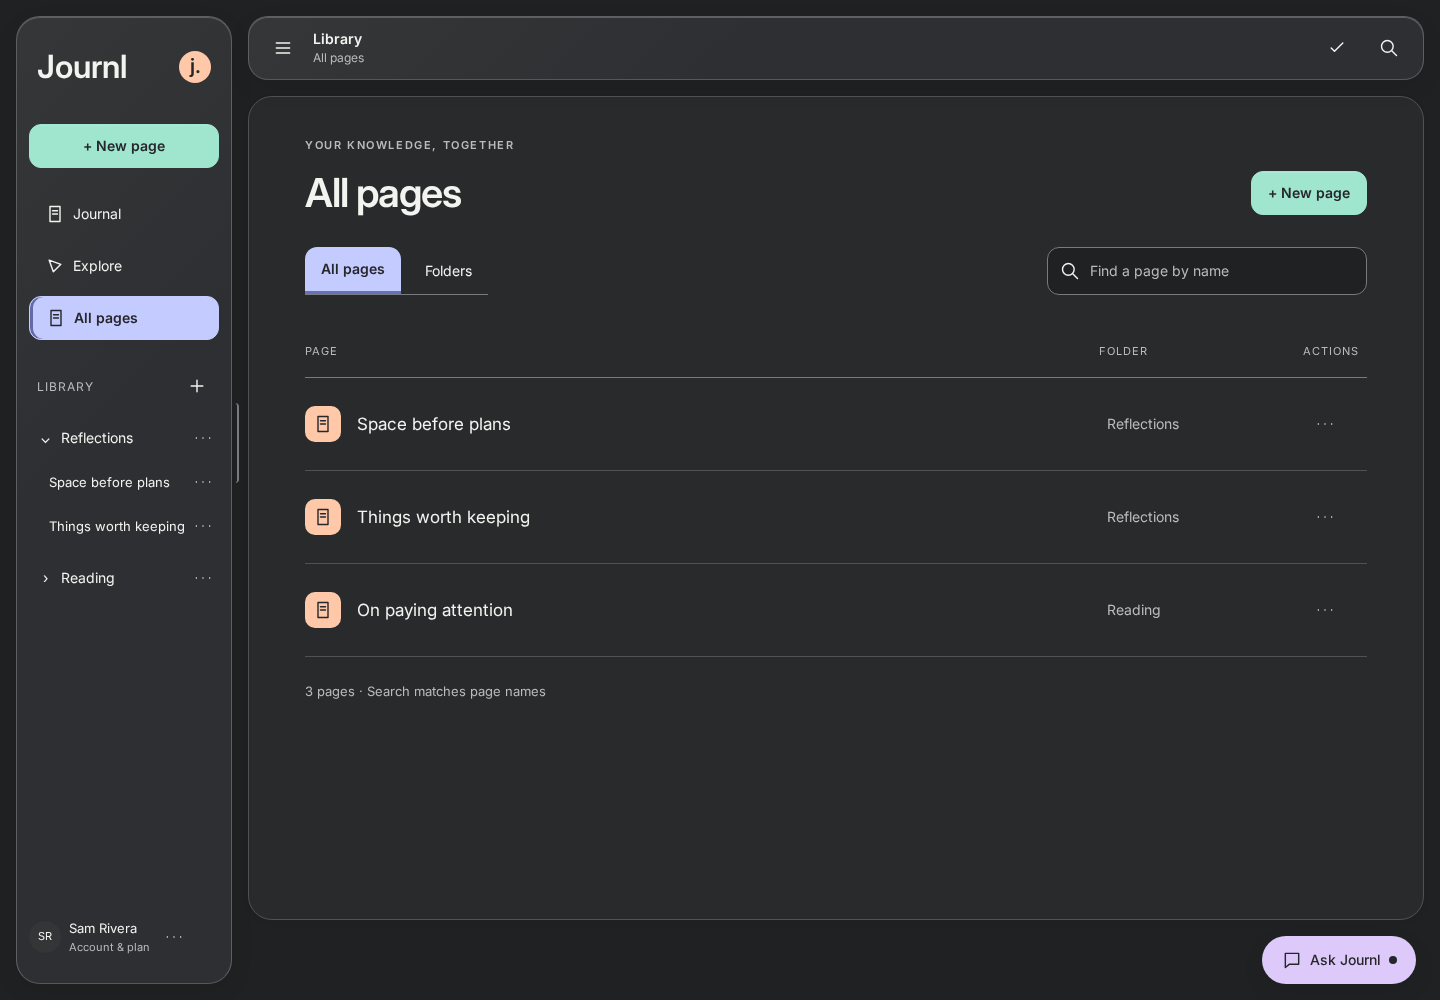 Journl
j.
+ New page
Journal
Explore
All pages
LIBRARY
Reflections
Space before plans
Things worth keeping
Reading
SR
Sam Rivera
Account & plan
Library
All pages
YOUR KNOWLEDGE, TOGETHER
All pages
+ New page
All pages
Folders
Find a page by name
PAGE
FOLDER
ACTIONS
Space before plans
Reflections
Things worth keeping
Reflections
On paying attention
Reading
3 pages · Search matches page names
Ask Journl